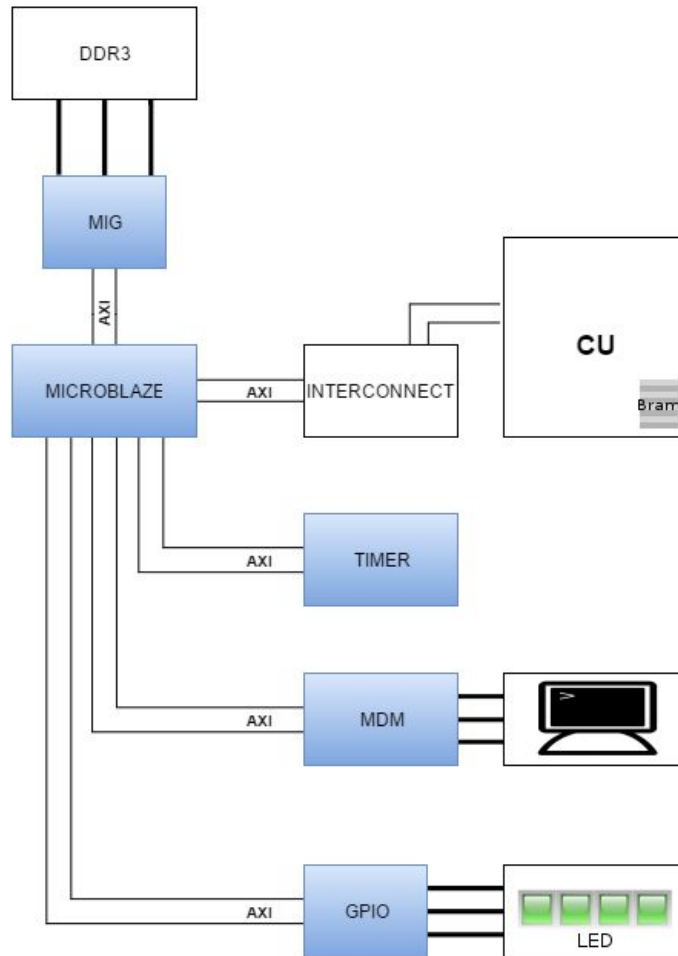 DDR3
MIG
AXI
MICROBLAZE
AXI
INTERCONNECT
CU
Bram
AXI
TIMER
AXI
MDM
>
AXI
GPIO
LED